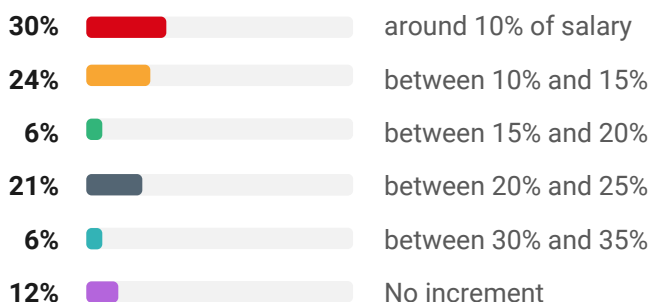 30% around 10% of salary
24% between 10% and 15%
6% between 15% and 20%
21% between 20% and 25%
6% between 30% and 35%
12% No increment